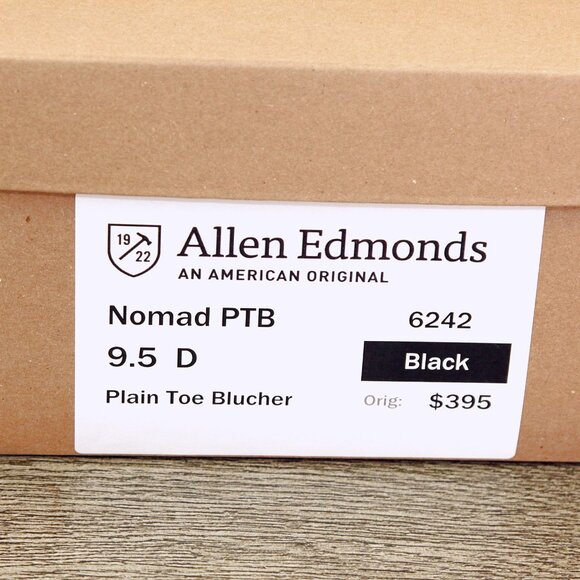 19
22
Allen Edmonds
AN AMERICAN ORIGINAL
Nomad PTB 6242
9.5 D Black
Plain Toe Blucher Orig: $395